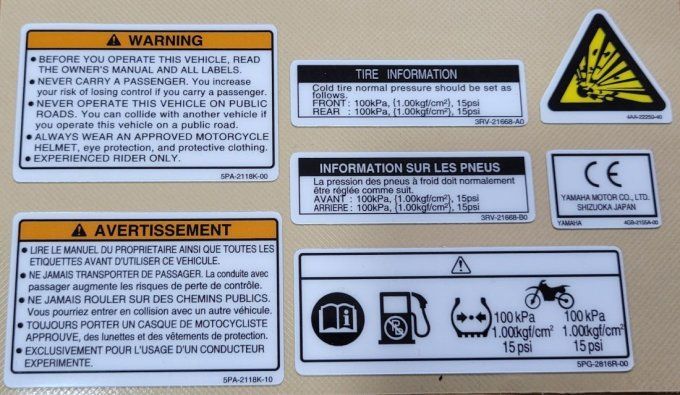 WARNING
• BEFORE YOU OPERATE THIS VEHICLE, READ
THE OWNER'S MANUAL AND ALL LABELS.
• NEVER CARRY A PASSENGER. You increase
your risk of losing control if you carry a passenger.
• NEVER OPERATE THIS VEHICLE ON PUBLIC
ROADS. You can collide with another vehicle if
you operate this vehicle on a public road.
• ALWAYS WEAR AN APPROVED MOTORCYCLE
HELMET, eye protection, and protective clothing.
• EXPERIENCED RIDER ONLY.
5PA-2118K-00
TIRE INFORMATION
Cold tire normal pressure should be set as
follows.
FRONT : 100kPa, {1.00kgf/cm²}, 15psi
REAR : 100kPa, {1.00kgf/cm²}, 15psi
3RV-21668-A0
4AA-22259-40
INFORMATION SUR LES PNEUS
La pression des pneus à froid doit normalement
être réglée comme suit.
AVANT : 100kPa, {1.00kgf/cm²}, 15psi
ARRIERE : 100kPa, {1.00kgf/cm²}, 15psi
3RV-21668-B0
CE
YAMAHA MOTOR CO., LTD.
SHIZUOKA JAPAN
YAMAHA 4GB-2155A-00
AVERTISSEMENT
• LIRE LE MANUEL DU PROPRIETAIRE AINSI QUE TOUTES LES
ETIQUETTES AVANT D'UTILISER CE VEHICULE.
• NE JAMAIS TRANSPORTER DE PASSAGER. La conduite avec
passager augmente les risques de perte de contrôle.
• NE JAMAIS ROULER SUR DES CHEMINS PUBLICS.
Vous pourriez entrer en collision avec un autre véhicule.
• TOUJOURS PORTER UN CASQUE DE MOTOCYCLISTE
APPROUVE, des lunettes et des vêtements de protection.
• EXCLUSIVEMENT POUR L'USAGE D'UN CONDUCTEUR
EXPERIMENTE.
5PA-2118K-10
100 kPa 100 kPa
1.00kgf/cm² 1.00kgf/cm²
15 psi 15 psi
5PG-2816R-00